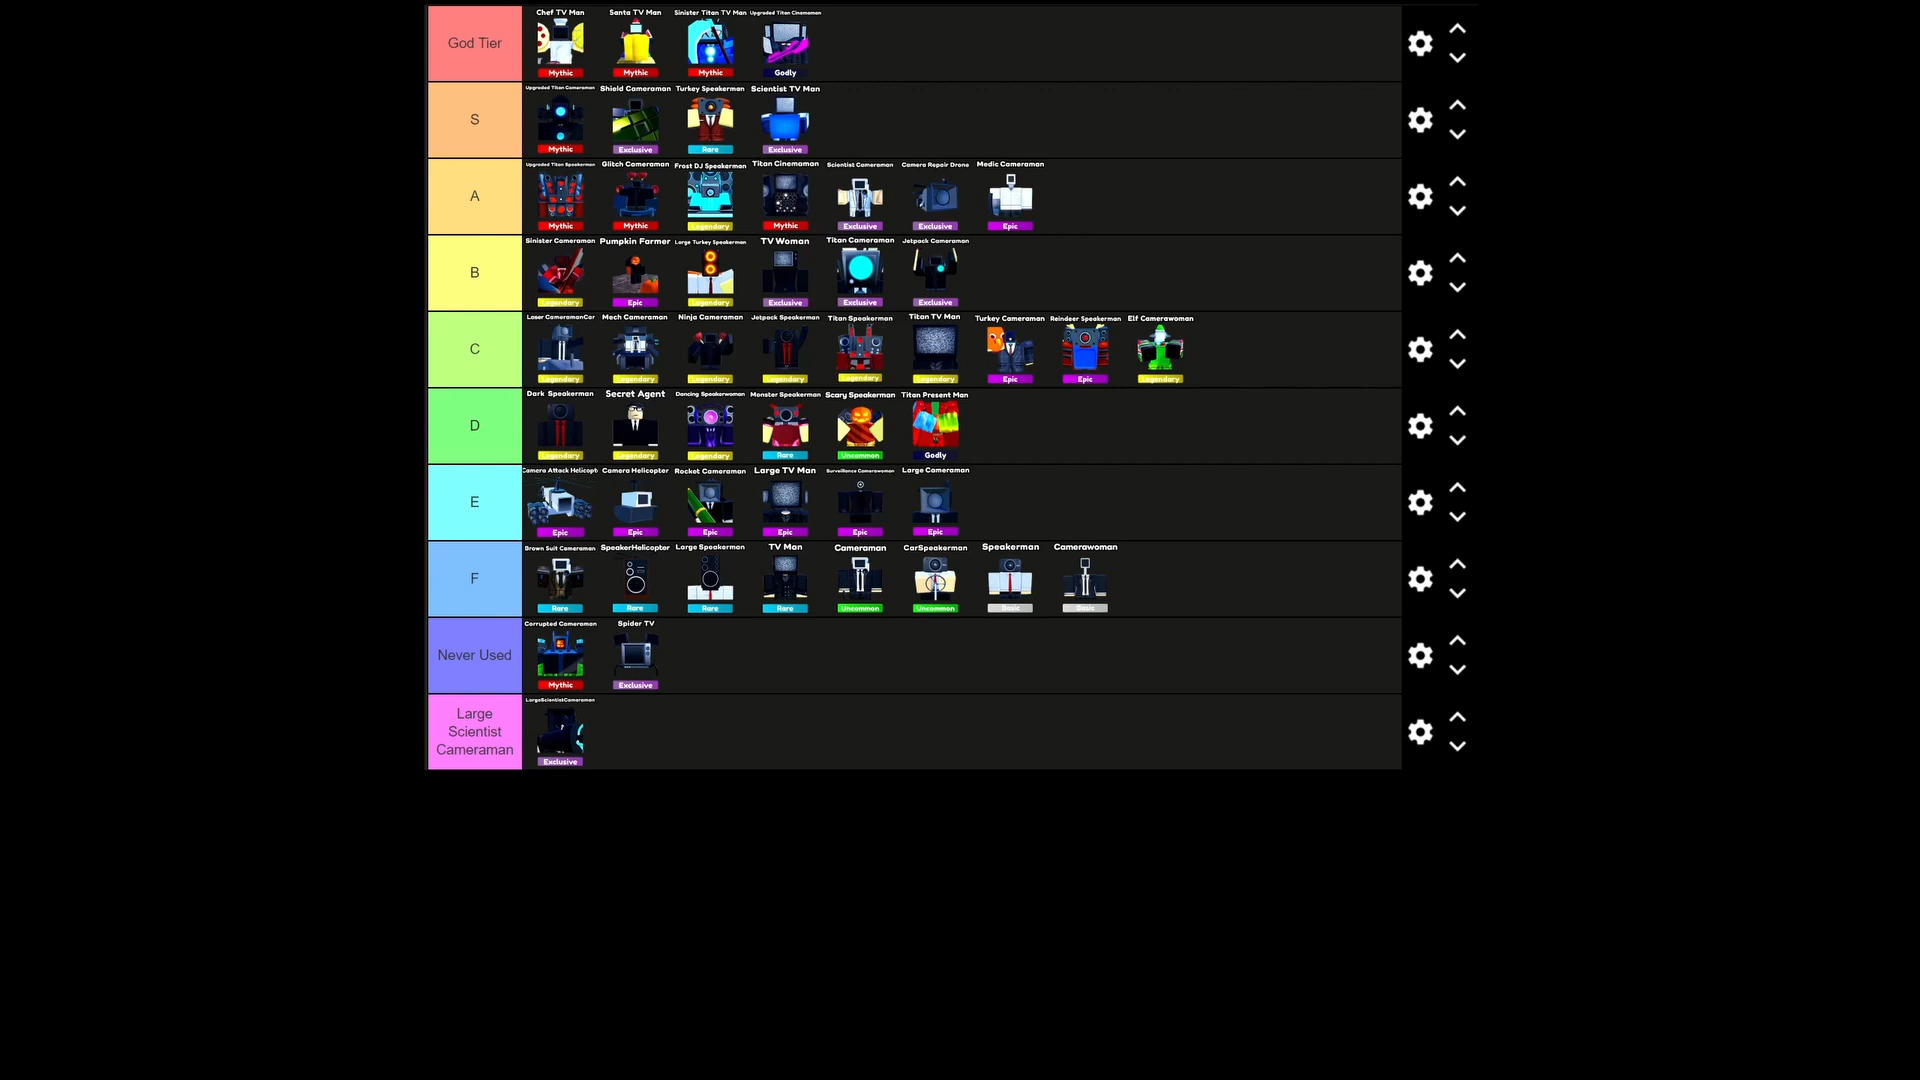 God Tier
Chef TV Man
Santa TV Man
Sinister Titan TV Man
Upgraded Titan Cinemaman
Mythic
Mythic
Mythic
Godly
S
Upgraded Titan Cameraman
Shield Cameraman
Turkey Speakerman
Scientist TV Man
Mythic
Exclusive
Rare
Exclusive
A
Upgraded Titan Speakerman
Glitch Cameraman
Frost DJ Speakerman
Titan Cinemaman
Scientist Cameraman
Camera Repair Drone
Medic Cameraman
Mythic
Mythic
Legendary
Mythic
Exclusive
Exclusive
Epic
B
Sinister Cameraman
Pumpkin Farmer
Large Turkey Speakerman
TV Woman
Titan Cameraman
Jetpack Cameraman
Legendary
Epic
Legendary
Exclusive
Exclusive
Exclusive
C
Laser CameramanCar
Mech Cameraman
Ninja Cameraman
Jetpack Speakerman
Titan Speakerman
Titan TV Man
Turkey Cameraman
Reindeer Speakerman
Elf Camerawoman
Legendary
Legendary
Legendary
Legendary
Legendary
Legendary
Epic
Epic
Legendary
D
Dark Speakerman
Secret Agent
Dancing Speakerwoman
Monster Speakerman
Scary Speakerman
Titan Present Man
Legendary
Legendary
Legendary
Rare
Uncommon
Godly
E
Camera Attack Helicopt
Camera Helicopter
Rocket Cameraman
Large TV Man
Surveillance Camerawoman
Large Cameraman
Epic
Epic
Epic
Epic
Epic
Epic
F
Brown Suit Cameraman
SpeakerHelicopter
Large Speakerman
TV Man
Cameraman
CarSpeakerman
Speakerman
Camerawoman
Rare
Rare
Rare
Rare
Uncommon
Uncommon
Basic
Basic
Never Used
Corrupted Cameraman
Spider TV
Mythic
Exclusive
Large
Scientist
Cameraman
LargeScientistCameraman
Exclusive